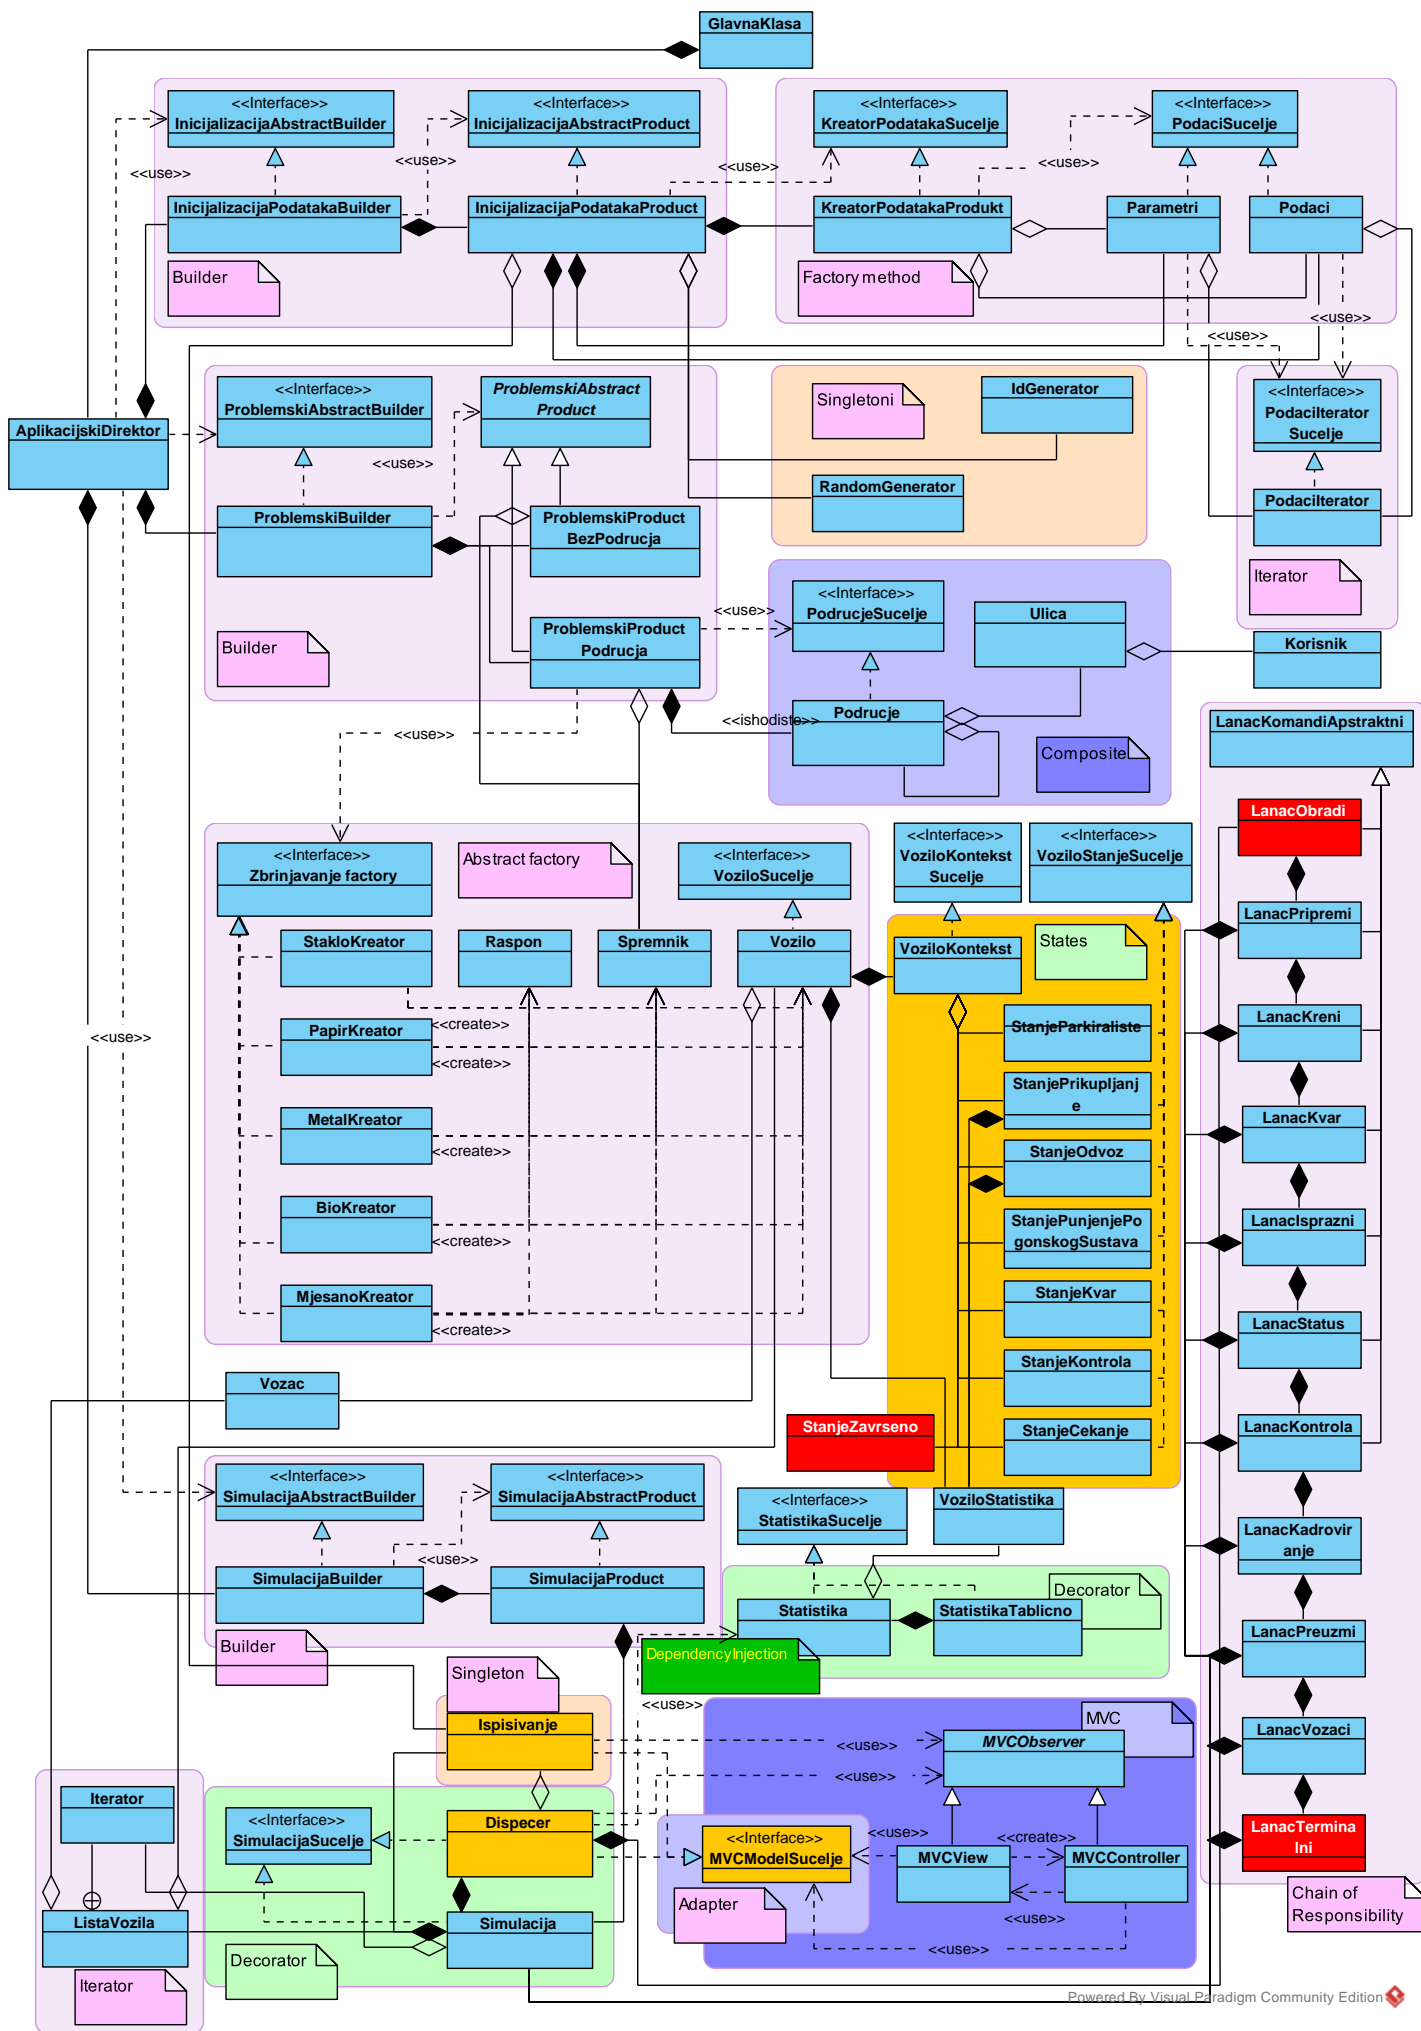 GlavnaKlasa
<<Interface>>
InicijalizacijaAbstractBuilder
<<Interface>>
InicijalizacijaAbstractProduct
<<Interface>>
KreatorPodatakaSucelje
<<Interface>>
PodaciSucelje
<<use>>
<<use>>
<<use>>
<<use>>
InicijalizacijaPodatakaBuilder
InicijalizacijaPodatakaProduct
KreatorPodatakaProdukt
Parametri
Podaci
Builder
Factory method
<<use>>
<<use>>
<<Interface>>
ProblemskiAbstractBuilder
ProblemskiAbstract
Product
Singletoni
IdGenerator
<<Interface>>
PodaciIterator
Sucelje
AplikacijskiDirektor
<<use>>
RandomGenerator
PodaciIterator
ProblemskiBuilder
ProblemskiProduct
BezPodrucja
Iterator
<<Interface>>
PodrucjeSucelje
Ulica
<<use>>
ProblemskiProduct
Podrucja
Builder
Korisnik
<<ishodiste>>
Podrucje
<<use>>
Composite
LanacKomandiApstraktni
LanacObradi
<<Interface>>
Zbrinjavanje factory
Abstract factory
<<Interface>>
VoziloSucelje
<<Interface>>
VoziloKontekst
Sucelje
<<Interface>>
VoziloStanjeSucelje
StakloKreator
Raspon
Spremnik
Vozilo
VoziloKontekst
States
LanacPripremi
<<create>>
PapirKreator
<<create>>
StanjeParkiraliste
LanacKreni
<<use>>
StanjePrikupljanj
e
MetalKreator
<<create>>
StanjeOdvoz
LanacKvar
BioKreator
<<create>>
StanjePunjenjePo
gonskogSustava
LanacIsprazni
MjesanoKreator
<<create>>
StanjeKvar
LanacStatus
StanjeKontrola
Vozac
StanjeZavrseno
StanjeCekanje
LanacKontrola
<<Interface>>
SimulacijaAbstractBuilder
<<Interface>>
SimulacijaAbstractProduct
<<Interface>>
StatistikaSucelje
VoziloStatistika
LanacKadrovir
anje
<<use>>
SimulacijaBuilder
SimulacijaProduct
Decorator
Statistika
StatistikaTablicno
Builder
DependencyInjection
LanacPreuzmi
Singleton
<<use>>
Ispisivanje
MVC
MVCObserver
<<use>>
<<use>>
LanacVozaci
Iterator
<<Interface>>
SimulacijaSucelje
Dispecer
<<Interface>>
MVCModelSucelje
<<use>>
<<create>>
MVCView
MVCController
LanacTermina
lni
Adapter
<<use>>
<<use>>
ListaVozila
Simulacija
Decorator
Iterator
Chain of
Responsibility
Powered By Visual Paradigm Community Edition